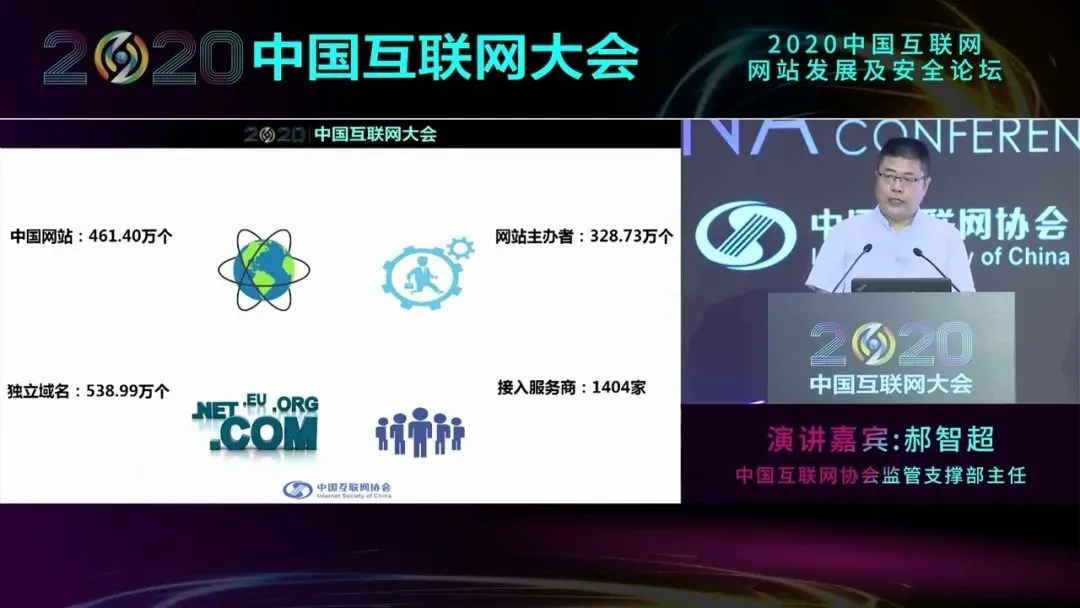 2020 中国互联网大会
2020中国互联网
网站发展及安全论坛
2020 中国互联网大会
中国网站：461.40万个
网站主办者：328.73万个
独立域名：538.99万个
接入服务商：1404家
.NET .EU .ORG
.COM
中国互联网协会
Internet Society of China
NA CONFEREN
中国互联网协会
I y of China
2020
中国互联网大会
演讲嘉宾:郝智超
中国互联网协会监管支撑部主任